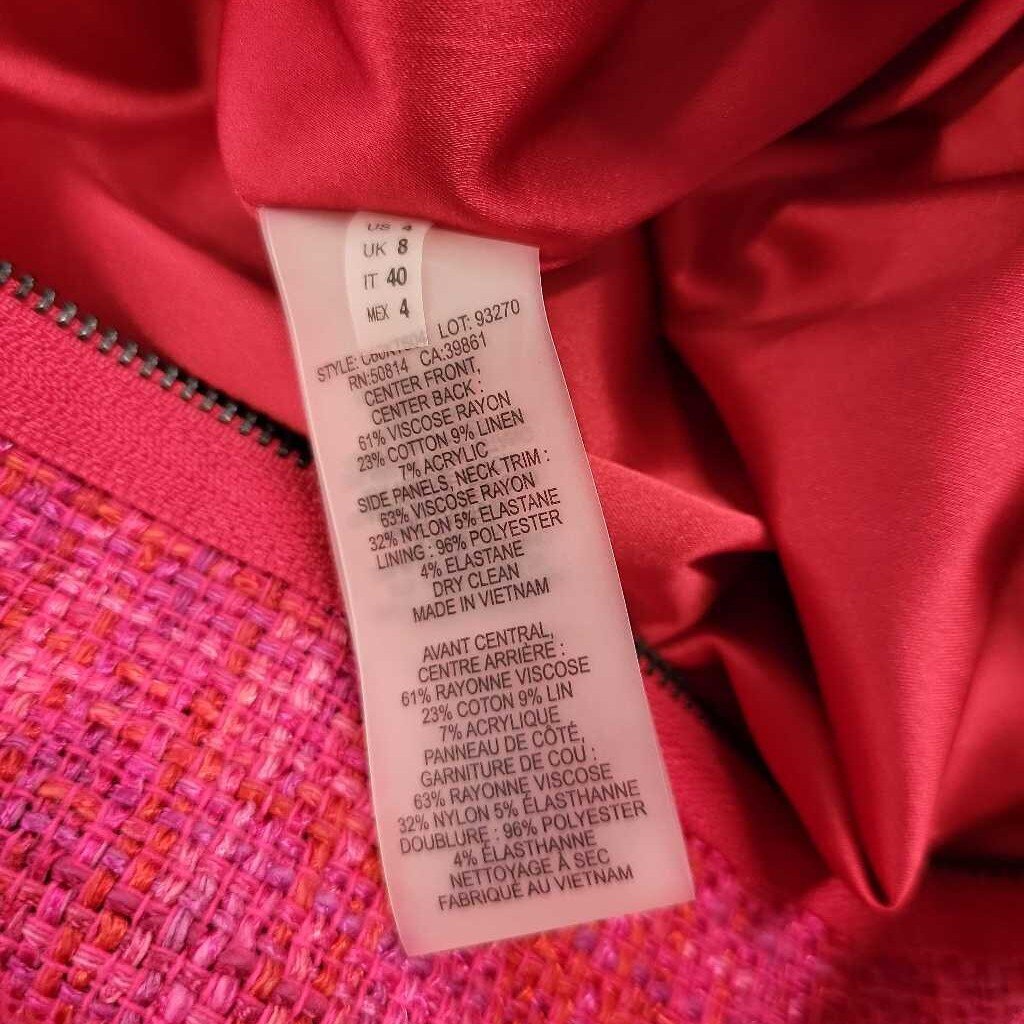 US 4
UK 8
IT 40
MEX 4
STYLE: LOT: 93270
RN:50814 CA:39861
CENTER FRONT,
CENTER BACK :
61% VISCOSE RAYON
23% COTTON 9% LINEN
7% ACRYLIC
SIDE PANELS, NECK TRIM :
63% VISCOSE RAYON
32% NYLON 5% ELASTANE
LINING : 96% POLYESTER
4% ELASTANE
DRY CLEAN
MADE IN VIETNAM
AVANT CENTRAL,
CENTRE ARRIÈRE :
61% RAYONNE VISCOSE
23% COTON 9% LIN
7% ACRYLIQUE
PANNEAU DE CÔTÉ,
GARNITURE DE COU :
63% RAYONNE VISCOSE
32% NYLON 5% ÉLASTHANNE
DOUBLURE : 96% POLYESTER
4% ÉLASTHANNE
NETTOYAGE À SEC
FABRIQUÉ AU VIETNAM